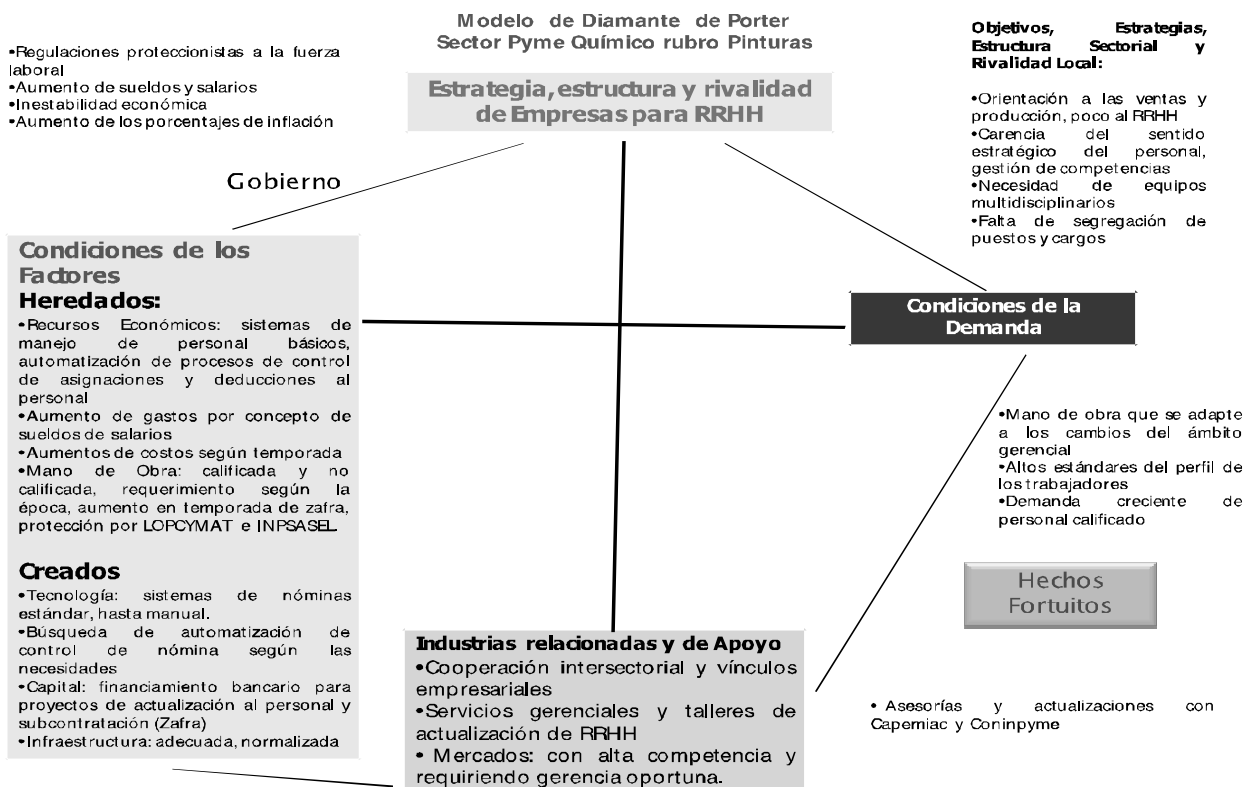 Modelo de Diamante de Porter
Sector Pyme Químico rubro Pinturas
•Regulaciones proteccionistas a la fuerza
laboral
•Aumento de sueldos y salarios
•Inestabilidad económica
•Aumento de los porcentajes de inflación
Gobierno
Estrategia, estructura y rivalidad
de Empresas para RRHH
Objetivos, Estrategias,
Estructura Sectorial y
Rivalidad Local:
•Orientación a las ventas y
producción, poco al RRHH
•Carencia del sentido
estratégico del personal,
gestión de competencias
•Necesidad de equipos
multidisciplinarios
•Falta de segregación de
puestos y cargos
Condiciones de los
Factores
Heredados:
•Recursos Económicos: sistemas de
manejo de personal básicos,
automatización de procesos de control
de asignaciones y deducciones al
personal
•Aumento de gastos por concepto de
sueldos de salarios
•Aumentos de costos según temporada
•Mano de Obra: calificada y no
calificada, requerimiento según la
época, aumento en temporada de zafra,
protección por LOPCYMAT e INPSASEL.
Creados
•Tecnología: sistemas de nóminas
estándar, hasta manual.
•Búsqueda de automatización de
control de nómina según las
necesidades
•Capital: financiamiento bancario para
proyectos de actualización al personal y
subcontratación (Zafra)
•Infraestructura: adecuada, normalizada
Condiciones de la
Demanda
•Mano de obra que se adapte
a los cambios del ámbito
gerencial
•Altos estándares del perfil de
los trabajadores
•Demanda creciente de
personal calificado
Hechos
Fortuitos
Industrias relacionadas y de Apoyo
•Cooperación intersectorial y vínculos
empresariales
•Servicios gerenciales y talleres de
actualización de RRHH
• Mercados: con alta competencia y
requiriendo gerencia oportuna.
• Asesorías y actualizaciones con
Capemiac y Coninpyme